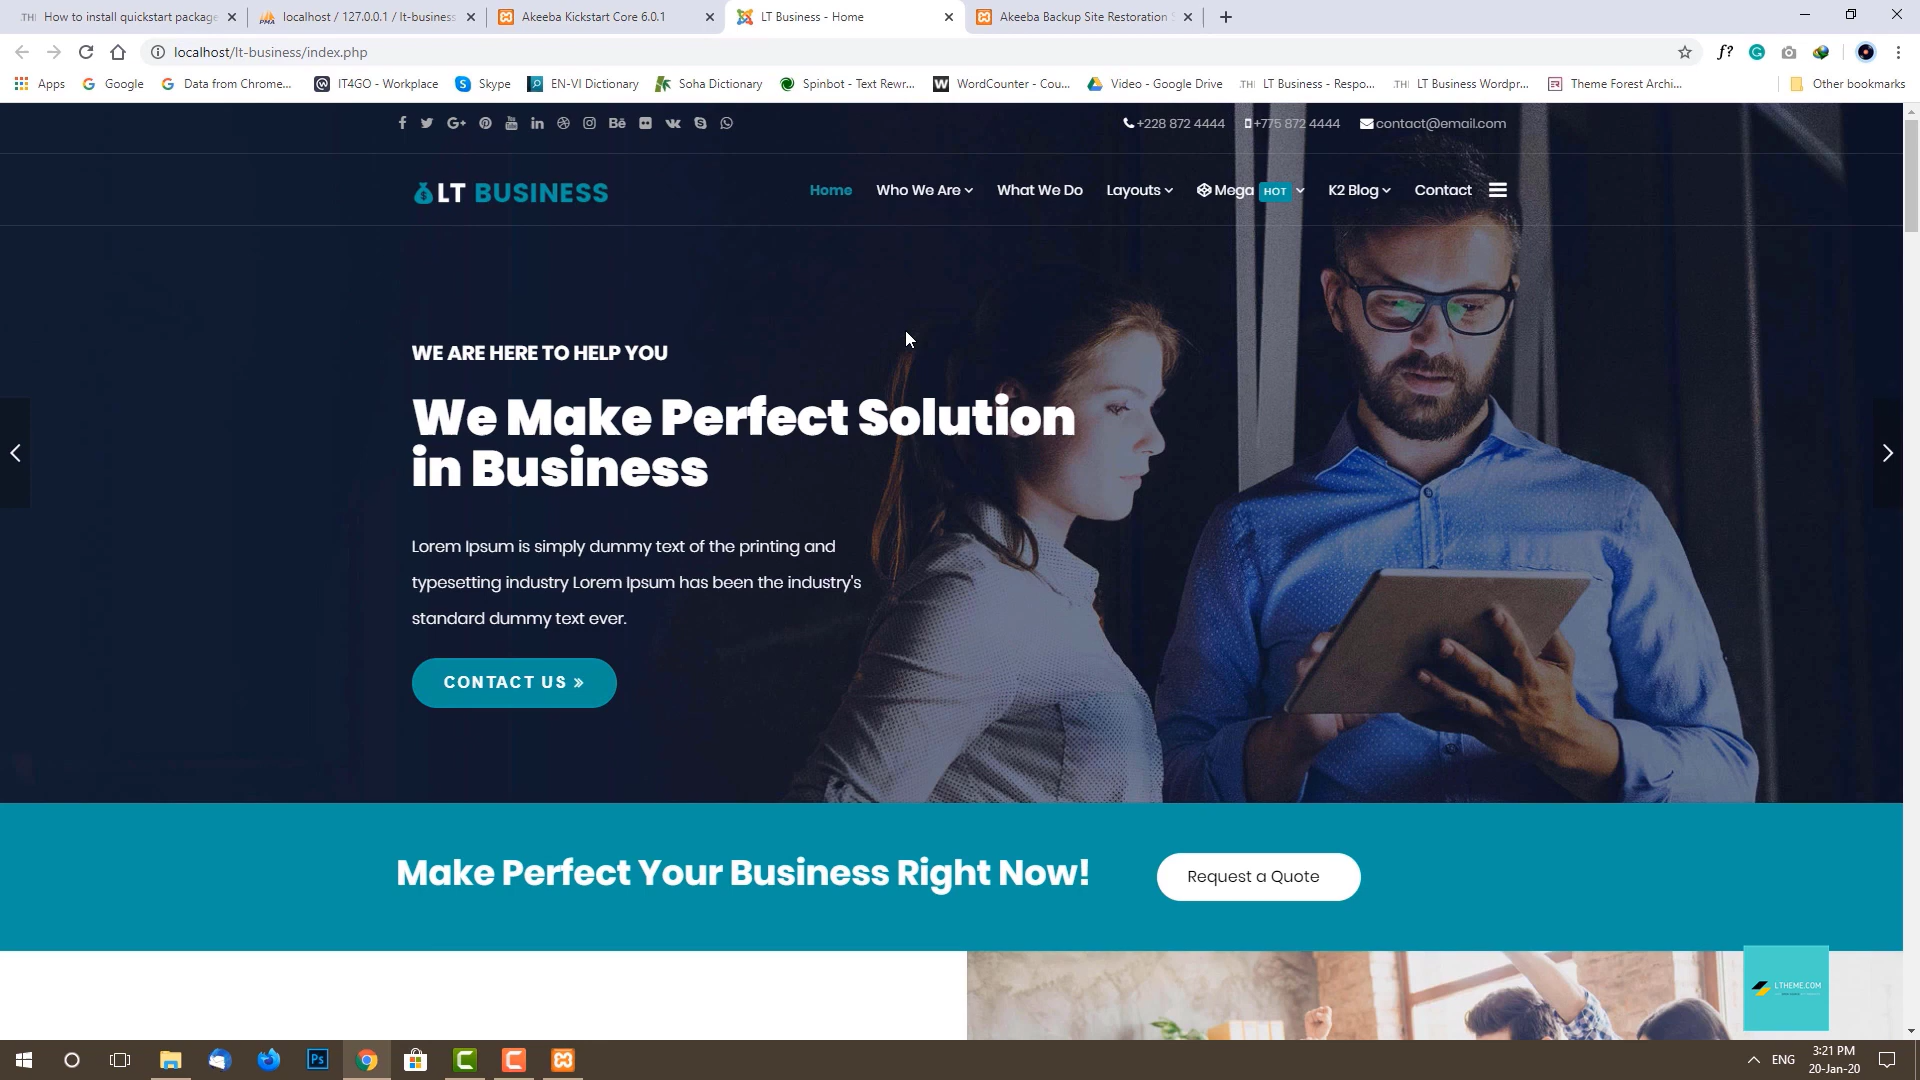 How to install quickstart package
localhost / 127.0.0.1 / lt-business
Akeeba Kickstart Core 6.0.1
LT Business - Home
Akeeba Backup Site Restoration
localhost/lt-business/index.php
f?
Apps
Google
Data from Chrome...
IT4GO - Workplace
Skype
EN-VI Dictionary
Soha Dictionary
Spinbot - Text Rewr...
WordCounter - Cou...
Video - Google Drive
LT Business - Respo...
LT Business Wordpr...
Theme Forest Archi...
Other bookmarks
+228 872 4444
+775 872 4444
contact@email.com
LT BUSINESS
Home
Who We Are
What We Do
Layouts
Mega HOT
K2 Blog
Contact
WE ARE HERE TO HELP YOU
We Make Perfect Solution
in Business
Lorem Ipsum is simply dummy text of the printing and
typesetting industry Lorem Ipsum has been the industry's
standard dummy text ever.
CONTACT US »
Make Perfect Your Business Right Now!
Request a Quote
LTHEME.COM
ENG
3:21 PM
20-Jan-20